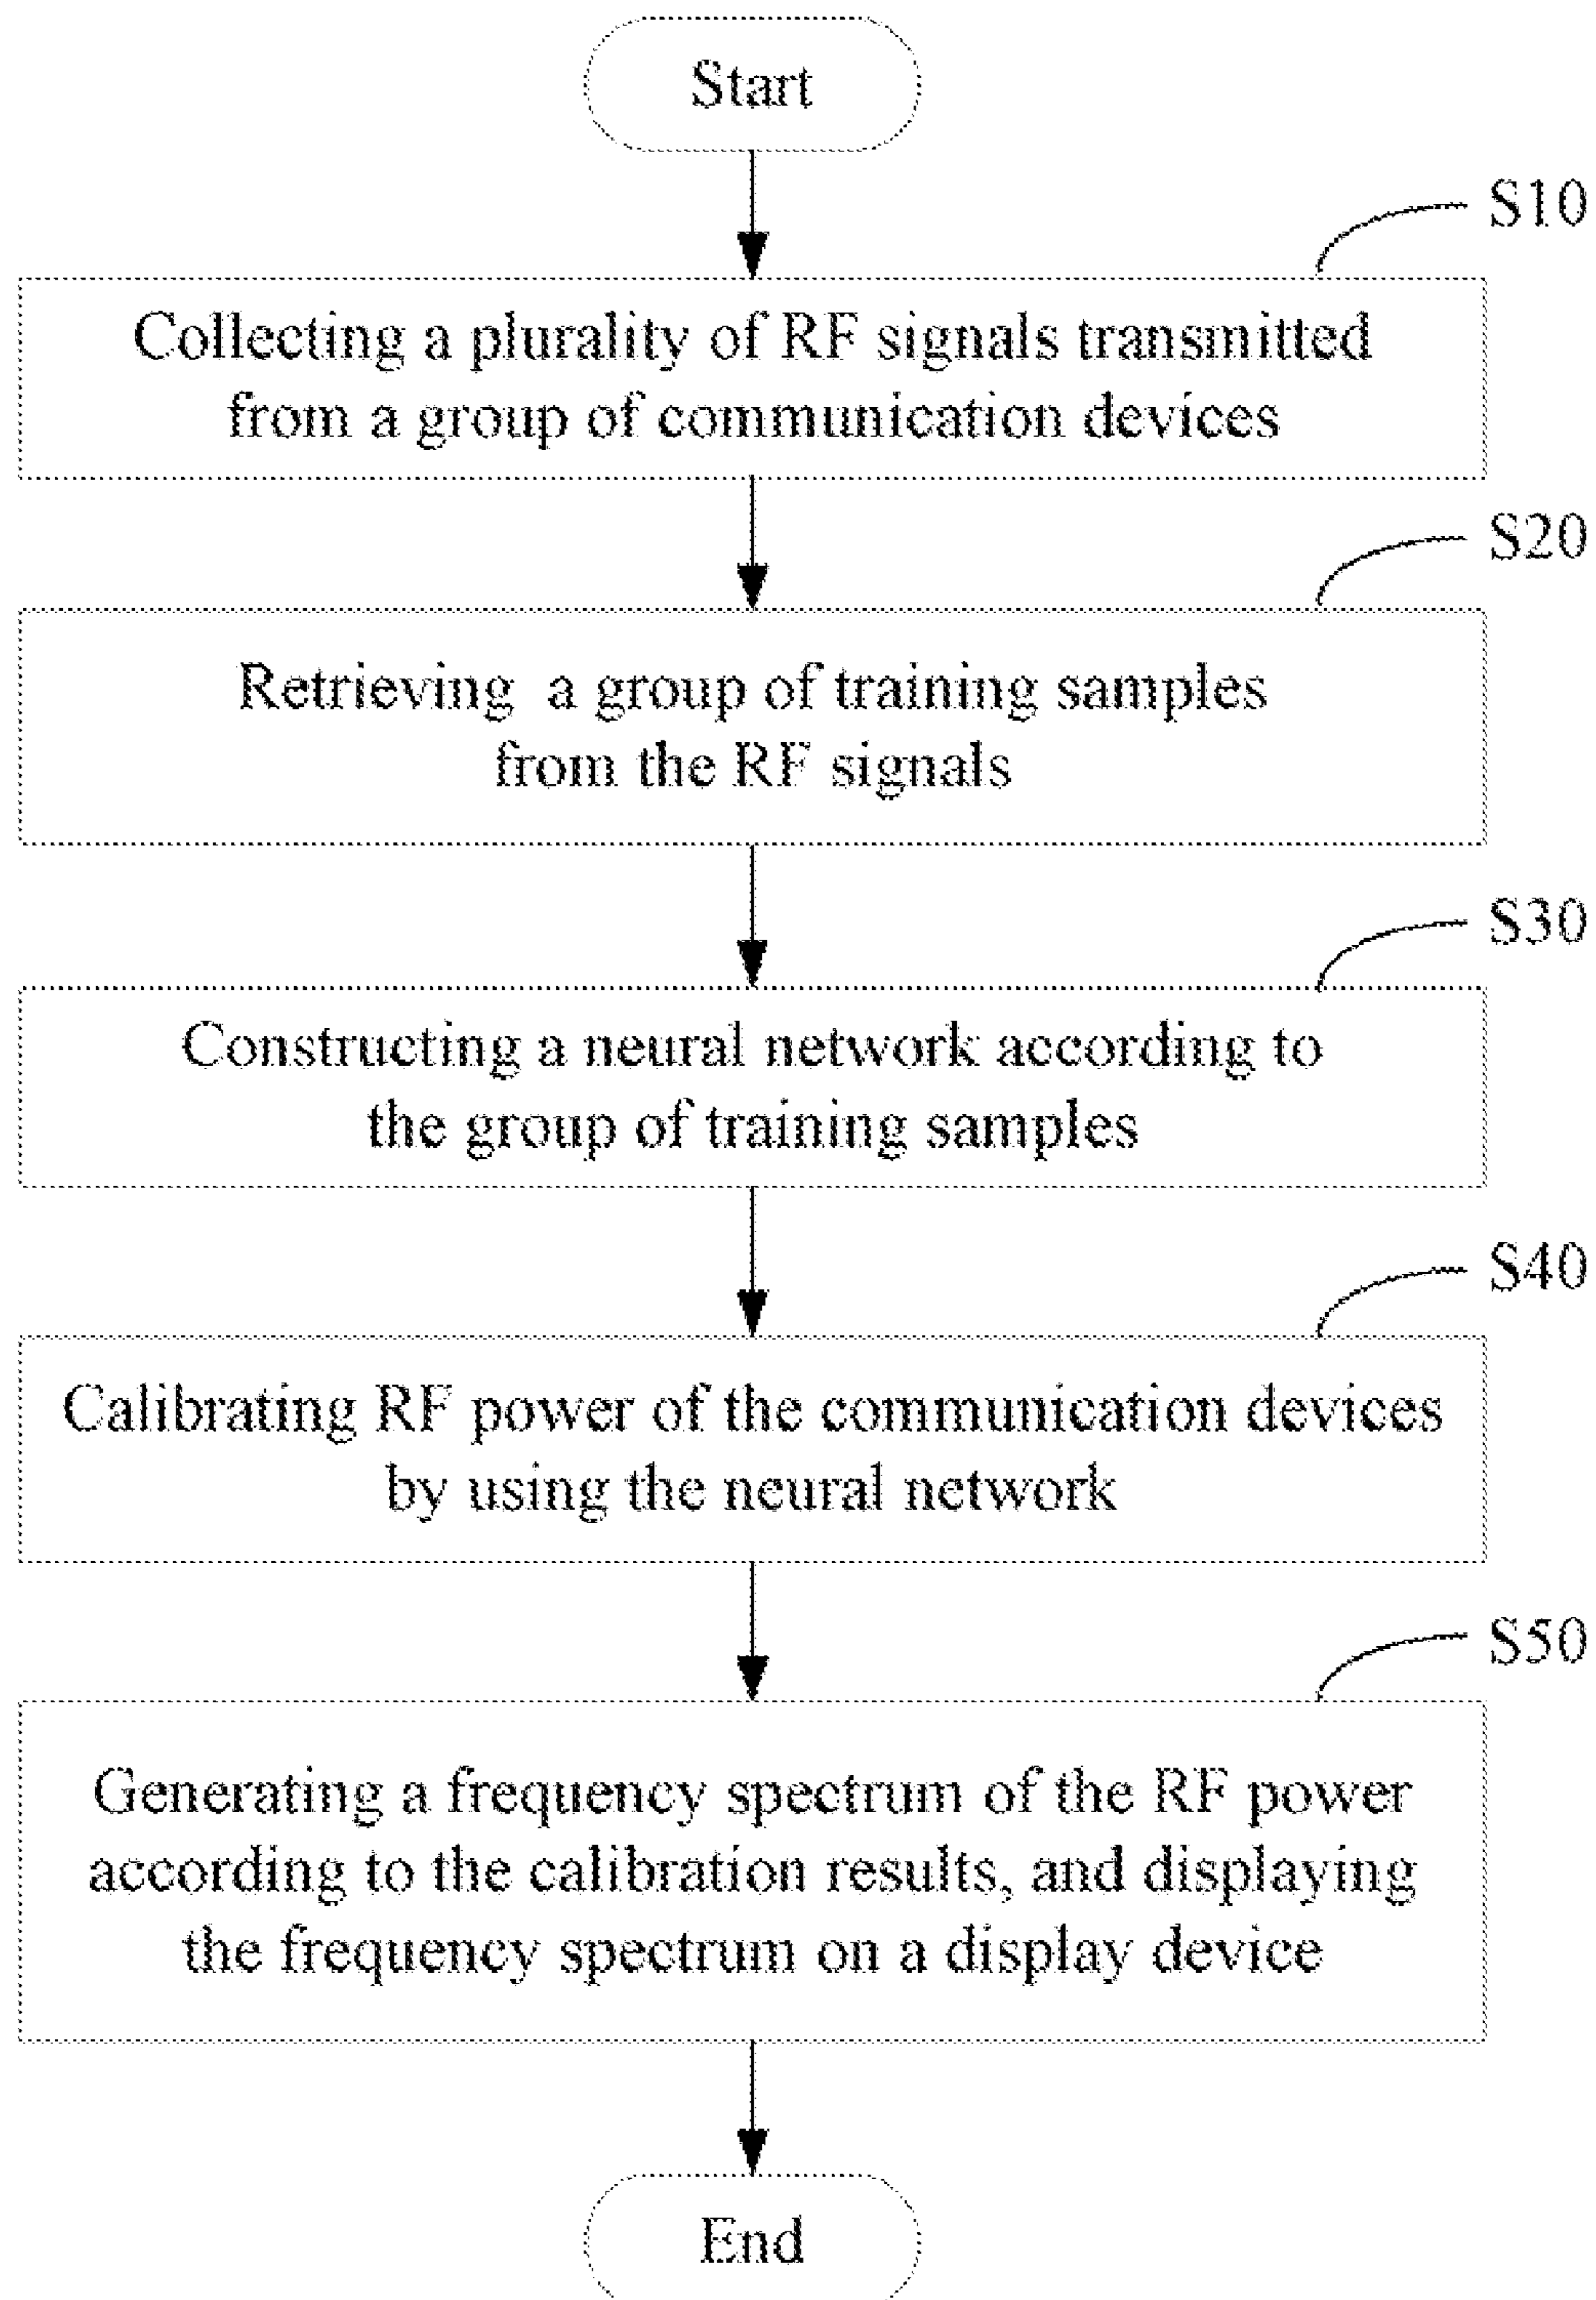 Start
S10
Collecting a plurality of RF signals transmitted
from a group of communication devices
S20
Retrieving a group of training samples
from the RF signals
S30
Constructing a neural network according to
the group of training samples
S40
Calibrating RF power of the communication devices
by using the neural network
S50
Generating a frequency spectrum of the RF power
according to the calibration results, and displaying
the frequency spectrum on a display device
End